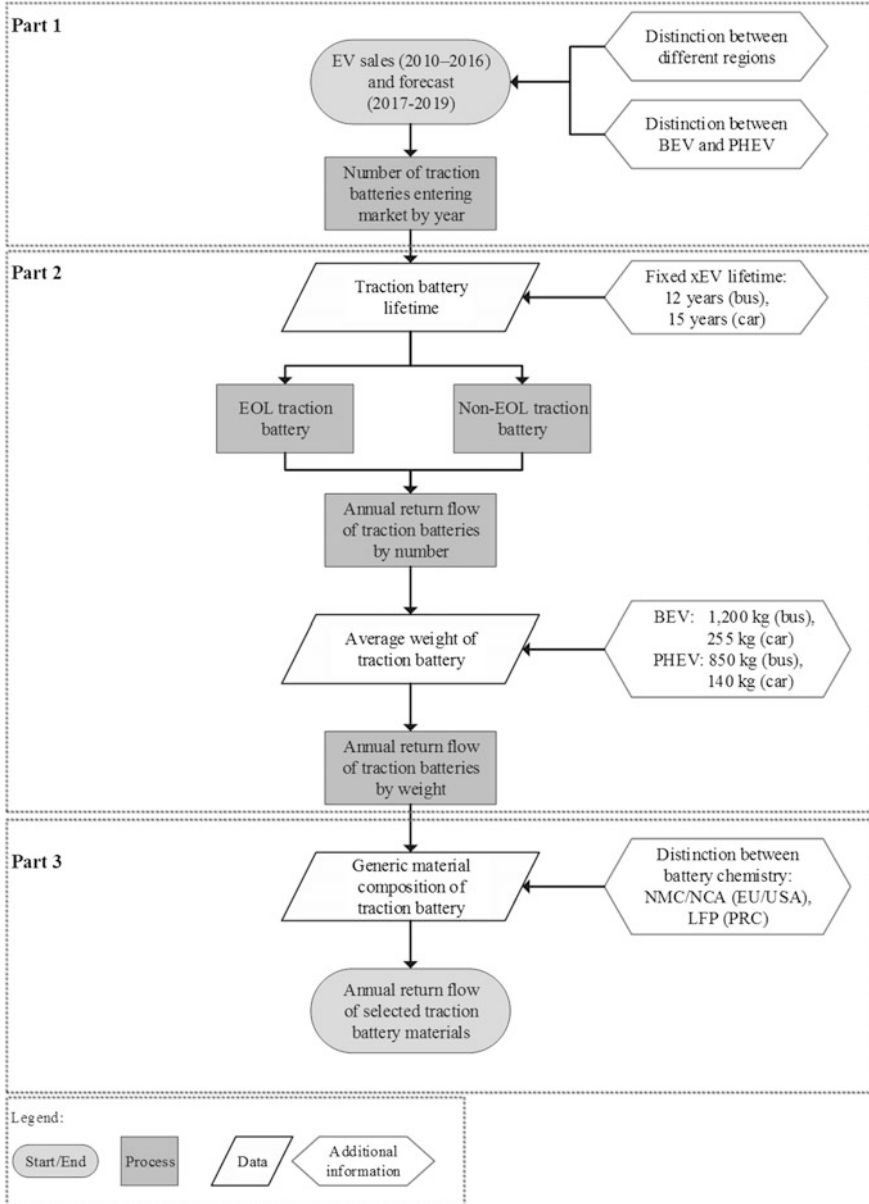 Part 1
EV sales (2010–2016)
and forecast
(2017-2019)
Distinction between
different regions
Distinction between
BEV and PHEV
Number of traction
batteries entering
market by year
Part 2
Traction battery
lifetime
Fixed xEV lifetime:
12 years (bus),
15 years (car)
EOL traction
battery
Non-EOL traction
battery
Annual return flow
of traction batteries
by number
Average weight of
traction battery
BEV: 1,200 kg (bus),
255 kg (car)
PHEV: 850 kg (bus),
140 kg (car)
Annual return flow
of traction batteries
by weight
Part 3
Generic material
composition of
traction battery
Distinction between
battery chemistry:
NMC/NCA (EU/USA),
LFP (PRC)
Annual return flow
of selected traction
battery materials
Legend:
Start/End
Process
Data
Additional
information